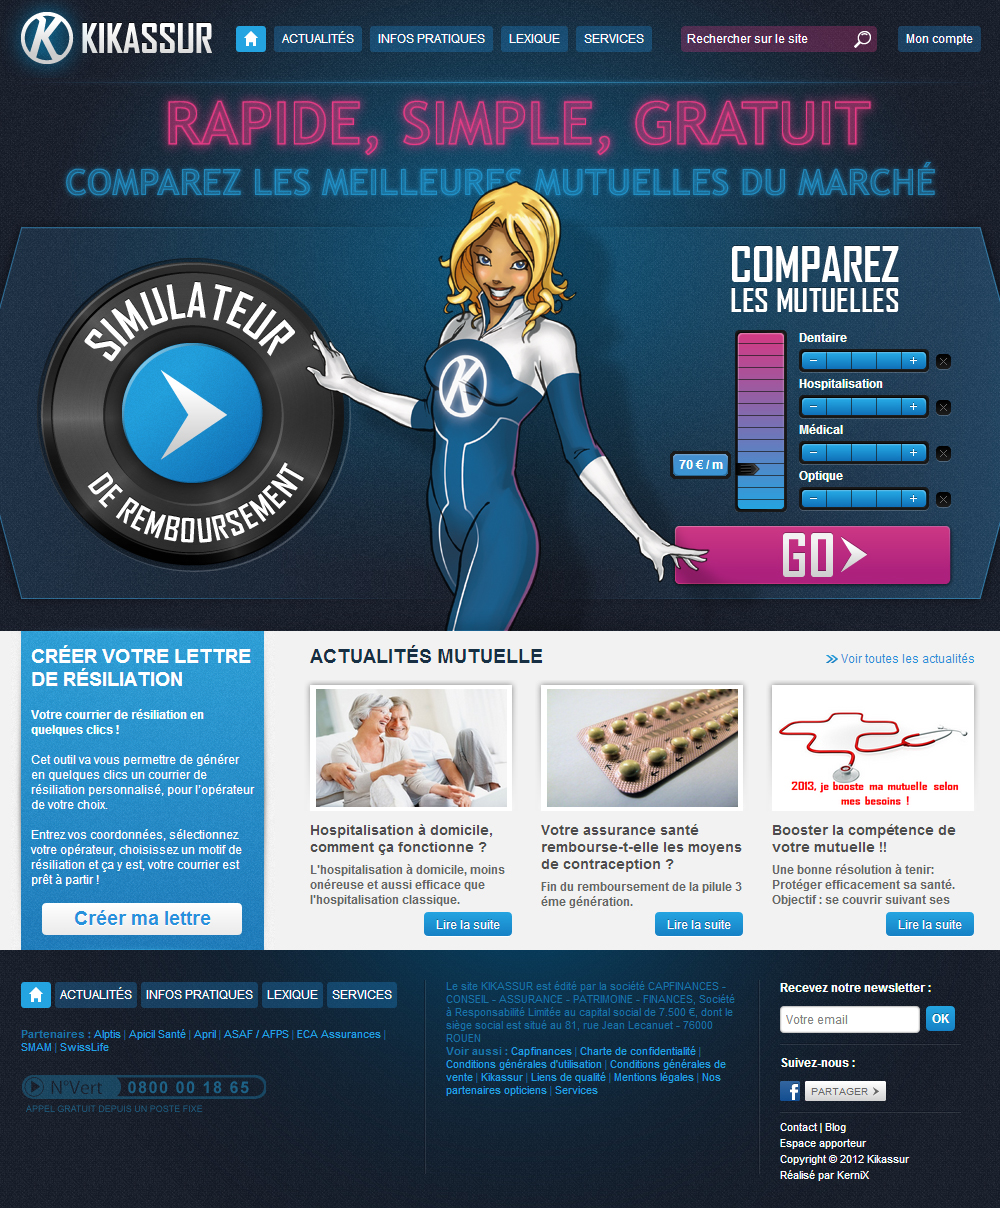 KIKASSUR
ACTUALITÉS
INFOS PRATIQUES
LEXIQUE
SERVICES
Rechercher sur le site
Mon compte
RAPIDE, SIMPLE, GRATUIT
COMPAREZ LES MEILLEURES MUTUELLES DU MARCHÉ
SIMULATEUR
DE REMBOURSEMENT
COMPAREZ
LES MUTUELLES
Dentaire
− +
Hospitalisation
− +
Médical
− +
70 € / m
Optique
− +
GO
CRÉER VOTRE LETTRE
DE RÉSILIATION
Votre courrier de résiliation en
quelques clics !
Cet outil va vous permettre de générer
en quelques clics un courrier de
résiliation personnalisé, pour l'opérateur
de votre choix.
Entrez vos coordonnées, sélectionnez
votre opérateur, choisissez un motif de
résiliation et ça y est, votre courrier est
prêt à partir !
Créer ma lettre
ACTUALITÉS MUTUELLE
Voir toutes les actualités
Hospitalisation à domicile,
comment ça fonctionne ?
L'hospitalisation à domicile, moins
onéreuse et aussi efficace que
l'hospitalisation classique.
Lire la suite
Votre assurance santé
rembourse-t-elle les moyens
de contraception ?
Fin du remboursement de la pilule 3
éme génération.
Lire la suite
2013, je booste ma mutuelle selon
mes besoins !
Booster la compétence de
votre mutuelle !!
Une bonne résolution à tenir:
Protéger efficacement sa santé.
Objectif : se couvrir suivant ses
Lire la suite
ACTUALITÉS
INFOS PRATIQUES
LEXIQUE
SERVICES
Partenaires : Alptis | Apicil Santé | April | ASAF / AFPS | ECA Assurances |
SMAM | SwissLife
N°Vert 0800 00 18 65
APPEL GRATUIT DEPUIS UN POSTE FIXE
Le site KIKASSUR est édité par la société CAPFINANCES -
CONSEIL - ASSURANCE - PATRIMOINE - FINANCES, Société
à Responsabilité Limitée au capital social de 7.500 €, dont le
siège social est situé au 81, rue Jean Lecanuet - 76000
ROUEN
Voir aussi : Capfinances | Charte de confidentialité |
Conditions générales d'utilisation | Conditions générales de
vente | Kikassur | Liens de qualité | Mentions légales | Nos
partenaires opticiens | Services
Recevez notre newsletter :
Votre email
OK
Suivez-nous :
PARTAGER
Contact | Blog
Espace apporteur
Copyright © 2012 Kikassur
Réalisé par KerniX